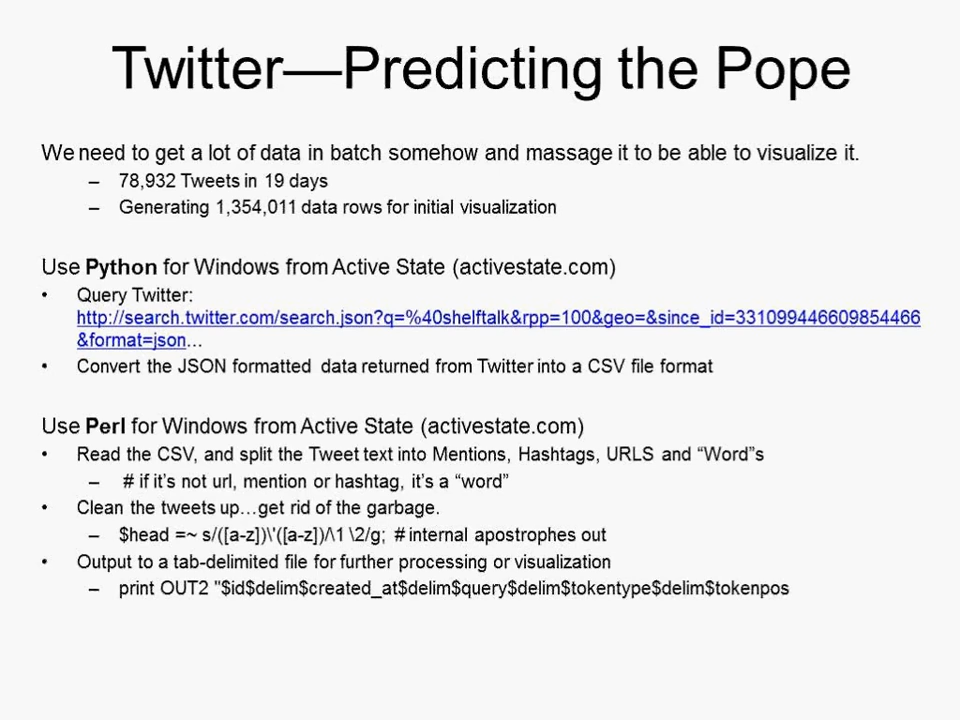 Twitter—Predicting the Pope
We need to get a lot of data in batch somehow and massage it to be able to visualize it.
– 78,932 Tweets in 19 days
– Generating 1,354,011 data rows for initial visualization
Use Python for Windows from Active State (activestate.com)
• Query Twitter:
http://search.twitter.com/search.json?q=%40shelftalk&rpp=100&geo=&since_id=331099446609854466
&format=json...
• Convert the JSON formatted data returned from Twitter into a CSV file format
Use Perl for Windows from Active State (activestate.com)
• Read the CSV, and split the Tweet text into Mentions, Hashtags, URLS and “Word”s
– # if it’s not url, mention or hashtag, it’s a “word”
• Clean the tweets up…get rid of the garbage.
– $head =~ s/([a-z])\'([a-z])/\1 \2/g; # internal apostrophes out
• Output to a tab-delimited file for further processing or visualization
– print OUT2 "$id$delim$created_at$delim$query$delim$tokentype$delim$tokenpos